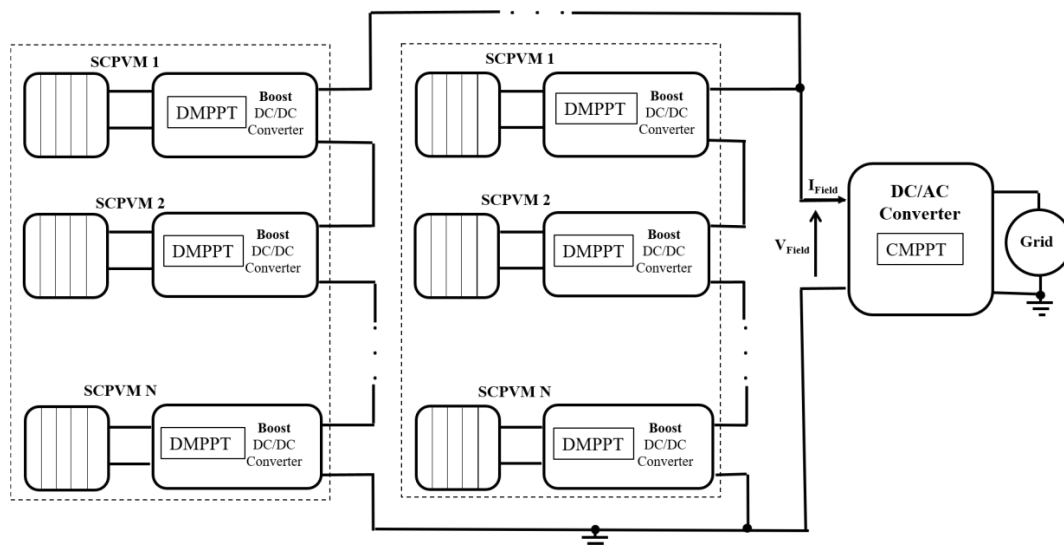 SCPVM 1
DMPPT
Boost
DC/DC
Converter
SCPVM 2
DMPPT
Boost
DC/DC
Converter
SCPVM N
DMPPT
Boost
DC/DC
Converter
SCPVM 1
DMPPT
Boost
DC/DC
Converter
SCPVM 2
DMPPT
Boost
DC/DC
Converter
SCPVM N
DMPPT
Boost
DC/DC
Converter
I_Field
V_Field
DC/AC
Converter
CMPPT
Grid